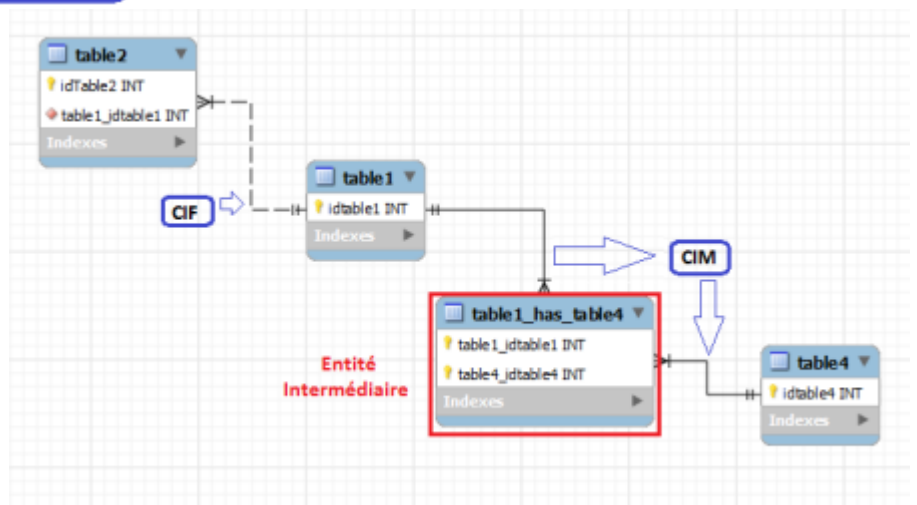 table2
idTable2 INT
table1_idtable1 INT
Indexes
CIF
table1
idtable1 INT
Indexes
CIM
table1_has_table4
table1_idtable1 INT
table4_idtable4 INT
Indexes
Entité
Intermédiaire
table4
idtable4 INT
Indexes